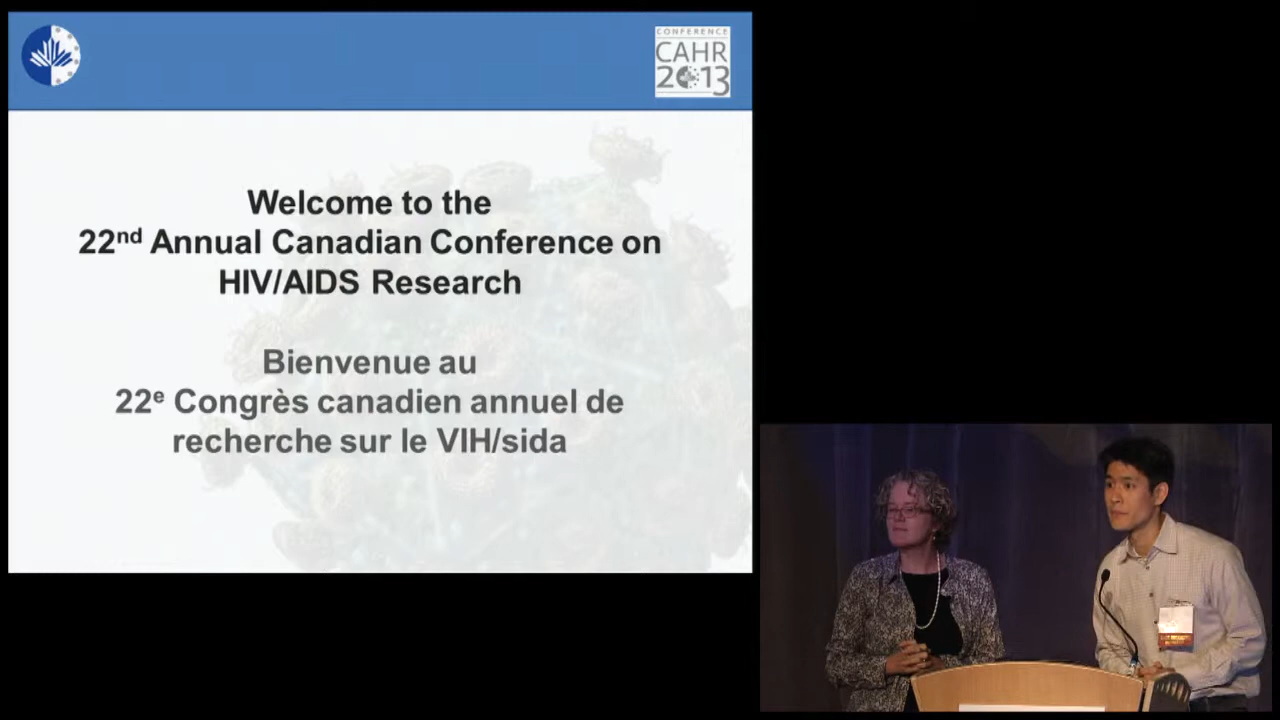 CONFERENCE
CAHR
2013
Welcome to the
22nd Annual Canadian Conference on
HIV/AIDS Research
Bienvenue au
22e Congrès canadien annuel de
recherche sur le VIH/sida